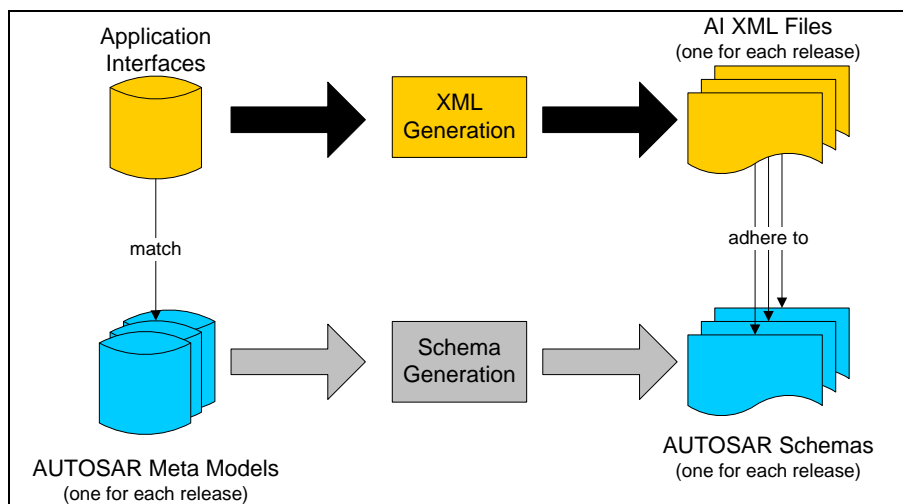 Application
Interfaces
XML
Generation
AI XML Files
(one for each release)
match
adhere to
Schema
Generation
AUTOSAR Meta Models
(one for each release)
AUTOSAR Schemas
(one for each release)